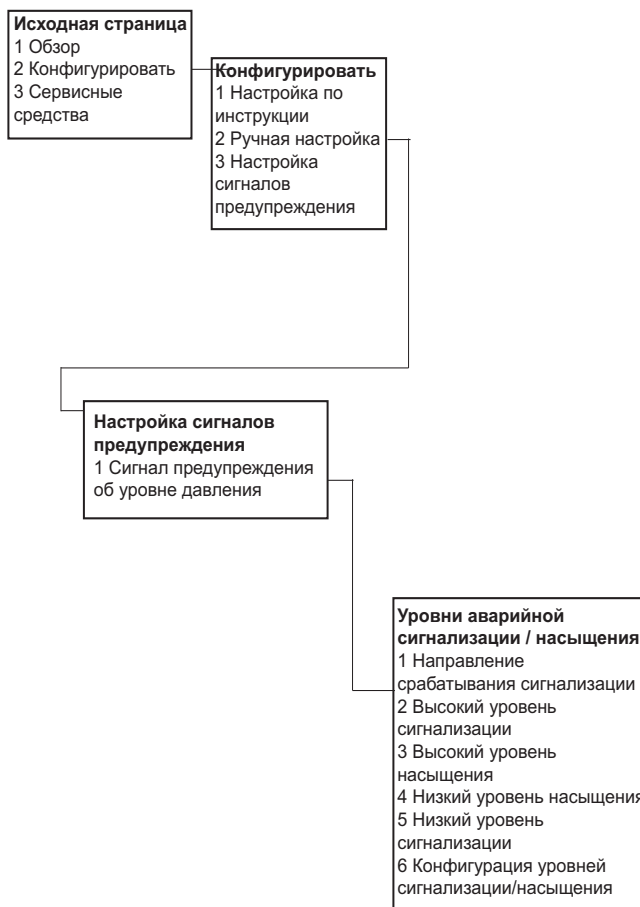 Исходная страница
1 Обзор
2 Конфигурировать
3 Сервисные
средства
Конфигурировать
1 Настройка по
инструкции
2 Ручная настройка
3 Настройка
сигналов
предупреждения
Настройка сигналов
предупреждения
1 Сигнал предупреждения
об уровне давления
Уровни аварийной
сигнализации / насыщения
1 Направление
срабатывания сигнализации
2 Высокий уровень
сигнализации
3 Высокий уровень
насыщения
4 Низкий уровень насыщения
5 Низкий уровень
сигнализации
6 Конфигурация уровней
сигнализации/насыщения